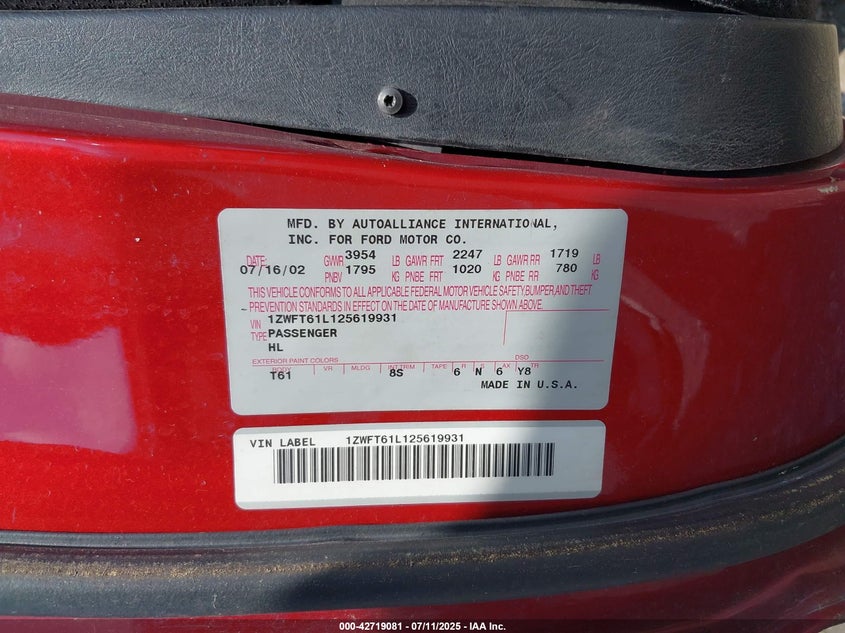 MFD. BY AUTOALLIANCE INTERNATIONAL,
INC. FOR FORD MOTOR CO.
DATE: GVWR 3954 LB GAWR FRT 2247 LB GAWR RR 1719 LB
07/16/02 PNBV 1795 KG PNBE FRT 1020 KG PNBE RR 780 KG
THIS VEHICLE CONFORMS TO ALL APPLICABLE FEDERAL MOTOR VEHICLE SAFETY, BUMPER, AND THEFT
PREVENTION STANDARDS IN EFFECT ON THE DATE OF MANUFACTURE SHOWN ABOVE.
VIN 1ZWFT61L125619931
TYPE PASSENGER
HL
EXTERIOR PAINT COLORS DSO
BODY VR MLDG INT TRIM TAPE R S AX TR
T61 8S 6 N 6 Y8
MADE IN U.S.A.
VIN LABEL 1ZWFT61L125619931
000-42719081 - 07/11/2025 - IAA Inc.